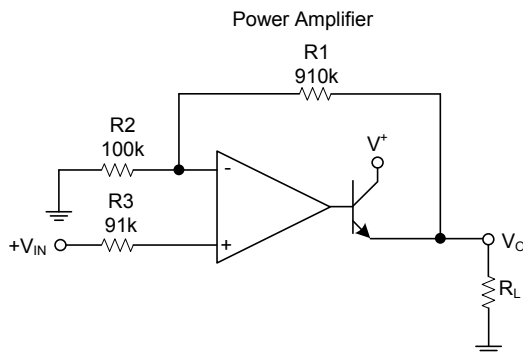 Power Amplifier
R1
910k
R2
100k
V+
-
R3
91k
+
+VIN
VO
RL